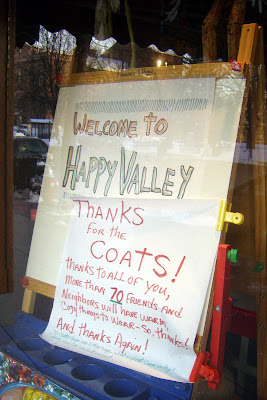 WELCOME TO
HAPPY VALLEY
THANKS
FOR THE
COATS!
THANKS TO ALL OF YOU,
MORE THAN 70 FRIENDS AND
NEIGHBORS WILL HAVE WARM,
COZY THINGS TO WEAR - SO, THANKS!
AND THANKS AGAIN!